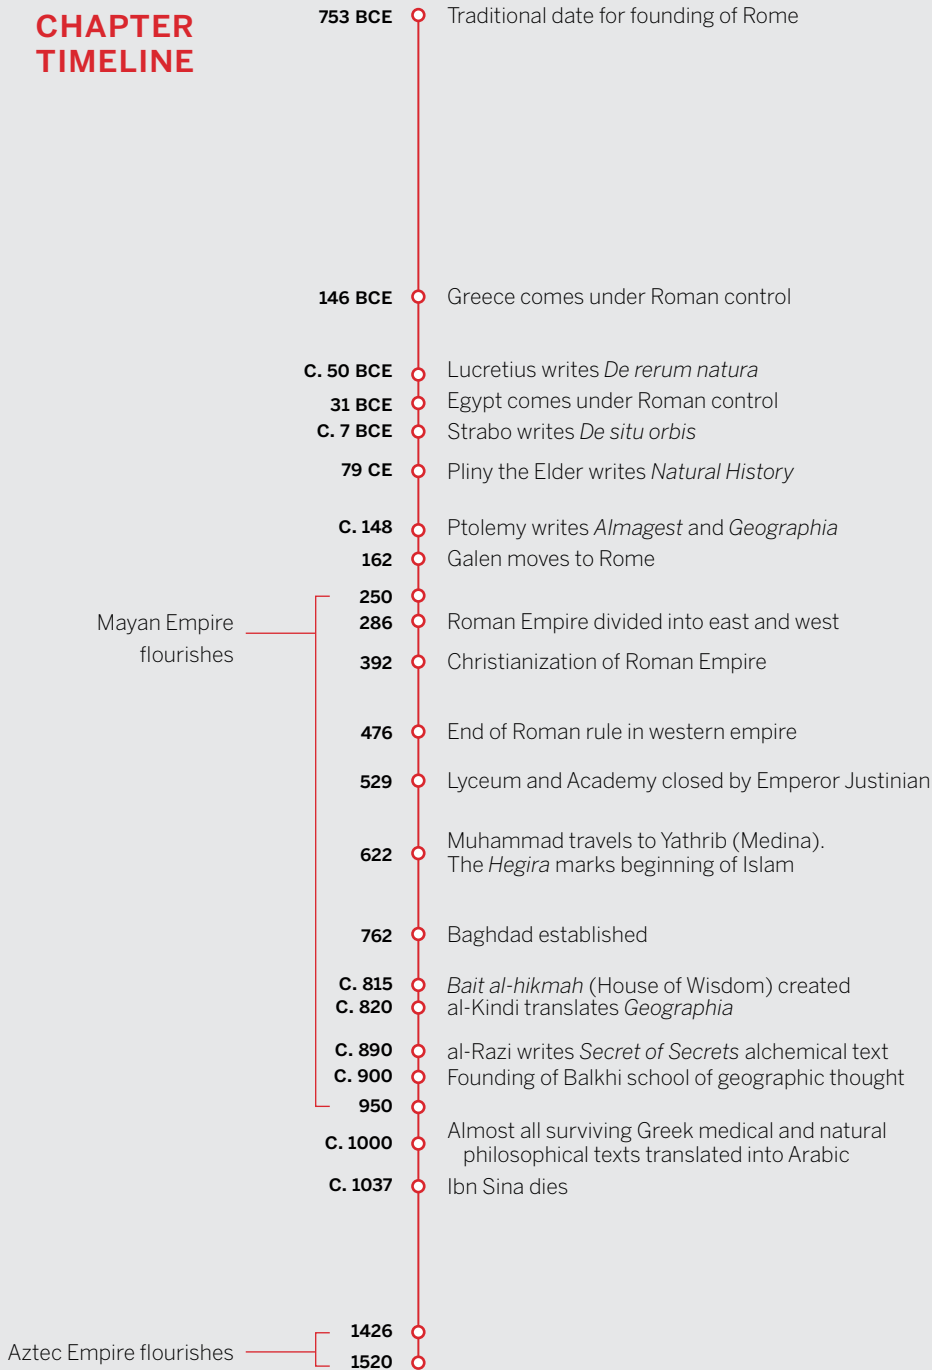 CHAPTER
TIMELINE
753 BCE Traditional date for founding of Rome
146 BCE Greece comes under Roman control
C. 50 BCE Lucretius writes De rerum natura
31 BCE Egypt comes under Roman control
C. 7 BCE Strabo writes De situ orbis
79 CE Pliny the Elder writes Natural History
C. 148 Ptolemy writes Almagest and Geographia
162 Galen moves to Rome
250
Mayan Empire
flourishes
286 Roman Empire divided into east and west
392 Christianization of Roman Empire
476 End of Roman rule in western empire
529 Lyceum and Academy closed by Emperor Justinian
622 Muhammad travels to Yathrib (Medina).
The Hegira marks beginning of Islam
762 Baghdad established
C. 815 Bait al-hikmah (House of Wisdom) created
C. 820 al-Kindi translates Geographia
C. 890 al-Razi writes Secret of Secrets alchemical text
C. 900 Founding of Balkhi school of geographic thought
950
C. 1000 Almost all surviving Greek medical and natural
philosophical texts translated into Arabic
C. 1037 Ibn Sina dies
1426
Aztec Empire flourishes
1520